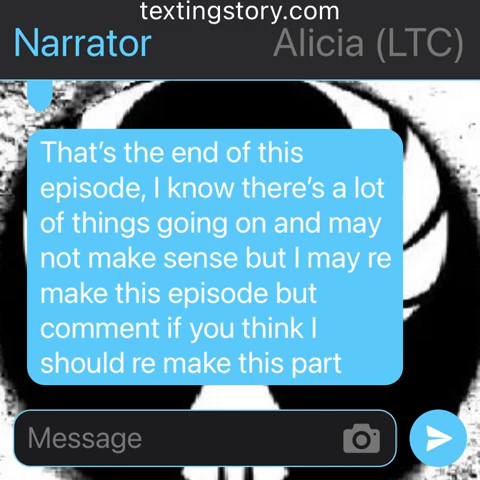 textingstory.com
Narrator Alicia (LTC)
That’s the end of this
episode, I know there’s a lot
of things going on and may
not make sense but I may re
make this episode but
comment if you think I
should re make this part
Message